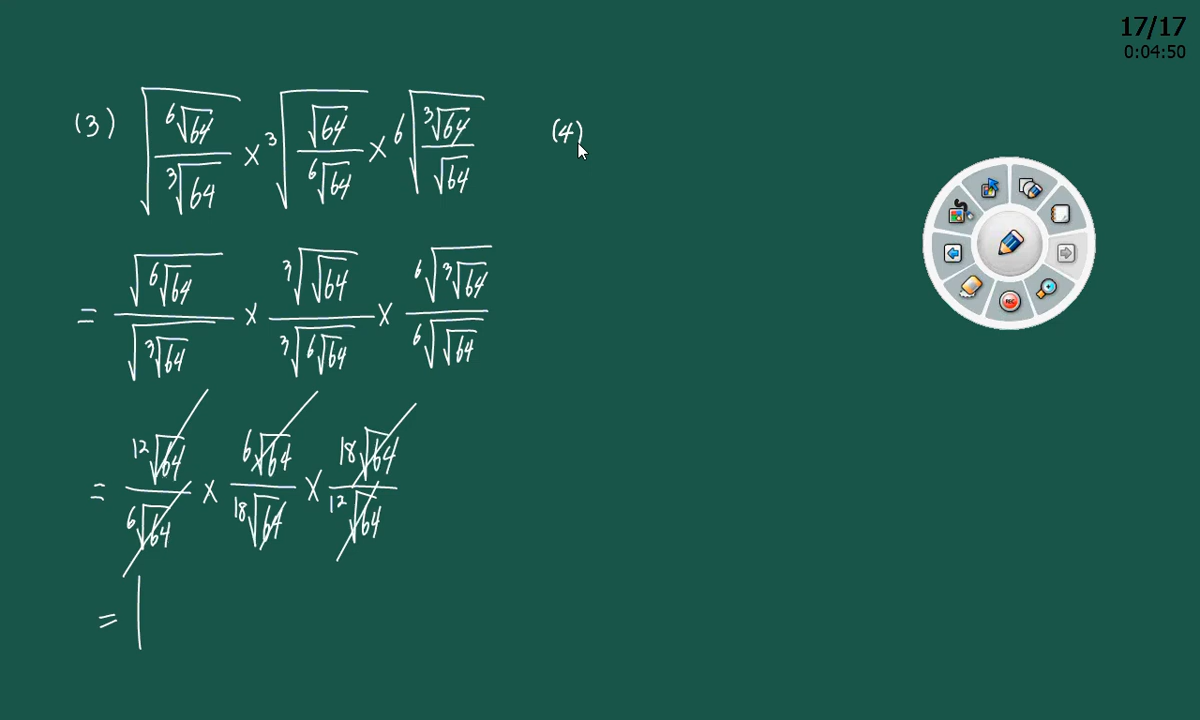 17/17
0:04:50
(3) √(⁶√64 / ³√64) × ³√(√64 / ⁶√64) × ⁶√(³√64 / √64) (4)
= √(⁶√64) / √(³√64) × ³√(√64) / ³√(⁶√64) × ⁶√(³√64) / ⁶√(√64)
= ¹²√64 / ⁶√64 × ⁶√64 / ¹⁸√64 × ¹⁸√64 / ¹²√64
= 1
REC